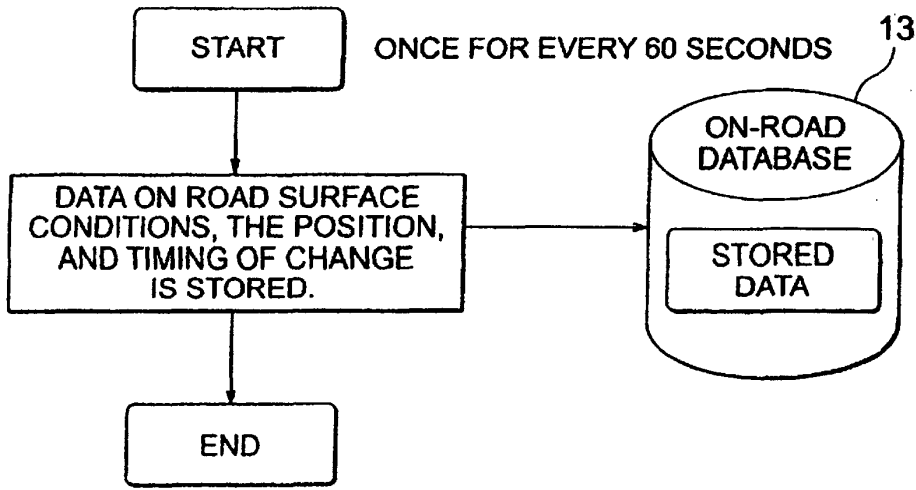 START
ONCE FOR EVERY 60 SECONDS
13
ON-ROAD
DATABASE
DATA ON ROAD SURFACE
CONDITIONS, THE POSITION,
AND TIMING OF CHANGE
IS STORED.
STORED
DATA
END